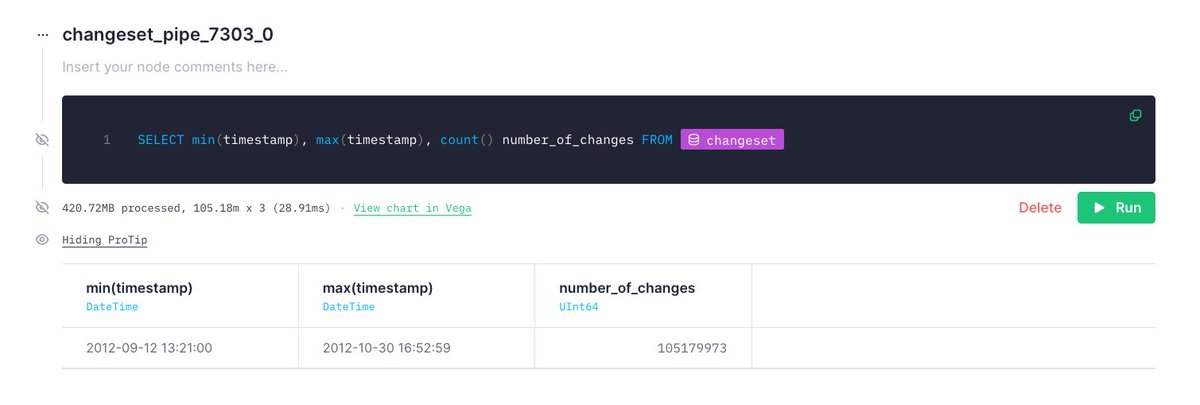 changeset_pipe_7303_0
Insert your node comments here...
1 SELECT min(timestamp), max(timestamp), count() number_of_changes FROM changeset
420.72MB processed, 105.18m x 3 (28.91ms) · View chart in Vega
Delete
Run
Hiding ProTip
min(timestamp) max(timestamp) number_of_changes
DateTime DateTime UInt64
2012-09-12 13:21:00 2012-10-30 16:52:59 105179973